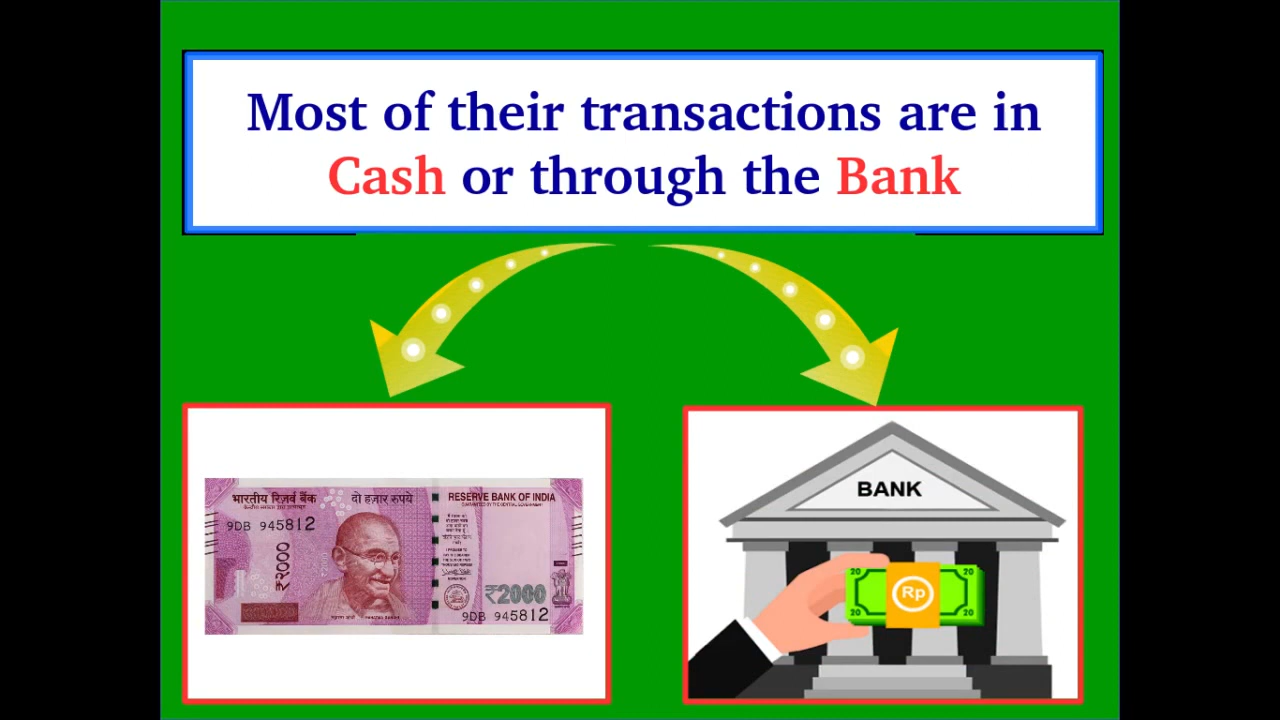 Most of their transactions are in
Cash or through the Bank
भारतीय रिज़र्व बैंक
दो हज़ार रुपये
RESERVE BANK OF INDIA
9DB 945812
₹2000
₹2000
9DB 945812
BANK
20 20
Rp
20 20